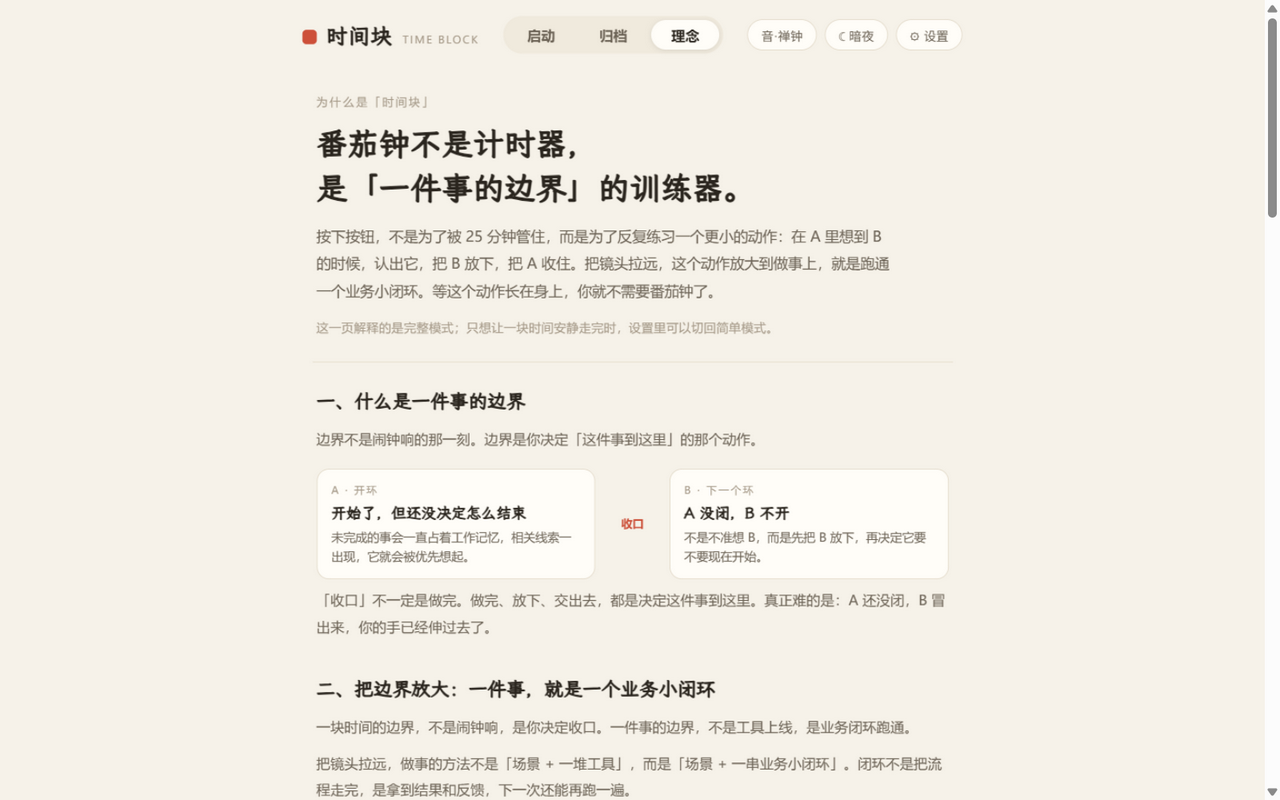 时间块 TIME BLOCK
启动 归档 理念
音·禅钟 ☾暗夜 ⚙ 设置
为什么是「时间块」
番茄钟不是计时器，
是「一件事的边界」的训练器。
按下按钮，不是为了被 25 分钟管住，而是为了反复练习一个更小的动作：在 A 里想到 B
的时候，认出它，把 B 放下，把 A 收住。把镜头拉远，这个动作放大到做事上，就是跑通
一个业务小闭环。等这个动作长在身上，你就不需要番茄钟了。
这一页解释的是完整模式；只想让一块时间安静走完时，设置里可以切回简单模式。
一、什么是一件事的边界
边界不是闹钟响的那一刻。边界是你决定「这件事到这里」的那个动作。
A · 开环
开始了，但还没决定怎么结束
未完成的事会一直占着工作记忆，相关线索一
出现，它就会被优先想起。
收口
B · 下一个环
A 没闭，B 不开
不是不准想 B，而是先把 B 放下，再决定它要
不要现在开始。
「收口」不一定是做完。做完、放下、交出去，都是决定这件事到这里。真正难的是：A 还没闭，B 冒
出来，你的手已经伸过去了。
二、把边界放大：一件事，就是一个业务小闭环
一块时间的边界，不是闹钟响，是你决定收口。一件事的边界，不是工具上线，是业务闭环跑通。
把镜头拉远，做事的方法不是「场景 + 一堆工具」，而是「场景 + 一串业务小闭环」。闭环不是把流
程走完，是拿到结果和反馈，下一次还能再跑一遍。